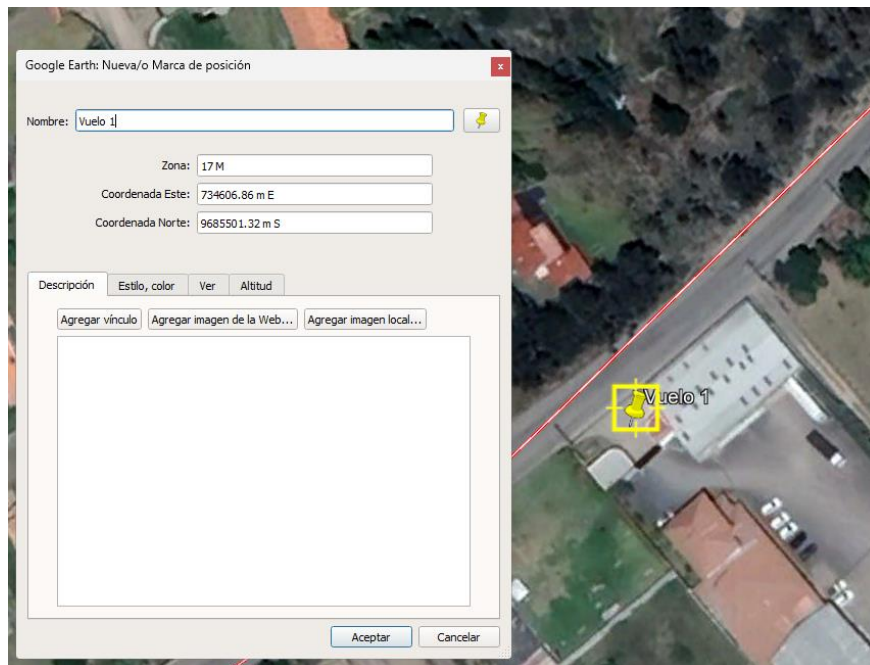 Google Earth: Nueva/o Marca de posición
x
Nombre: Vuelo 1
Zona: 17 M
Coordenada Este: 734606.86 m E
Coordenada Norte: 9685501.32 m S
Descripción Estilo, color Ver Altitud
Agregar vínculo Agregar imagen de la Web... Agregar imagen local...
Vuelo 1
Aceptar Cancelar